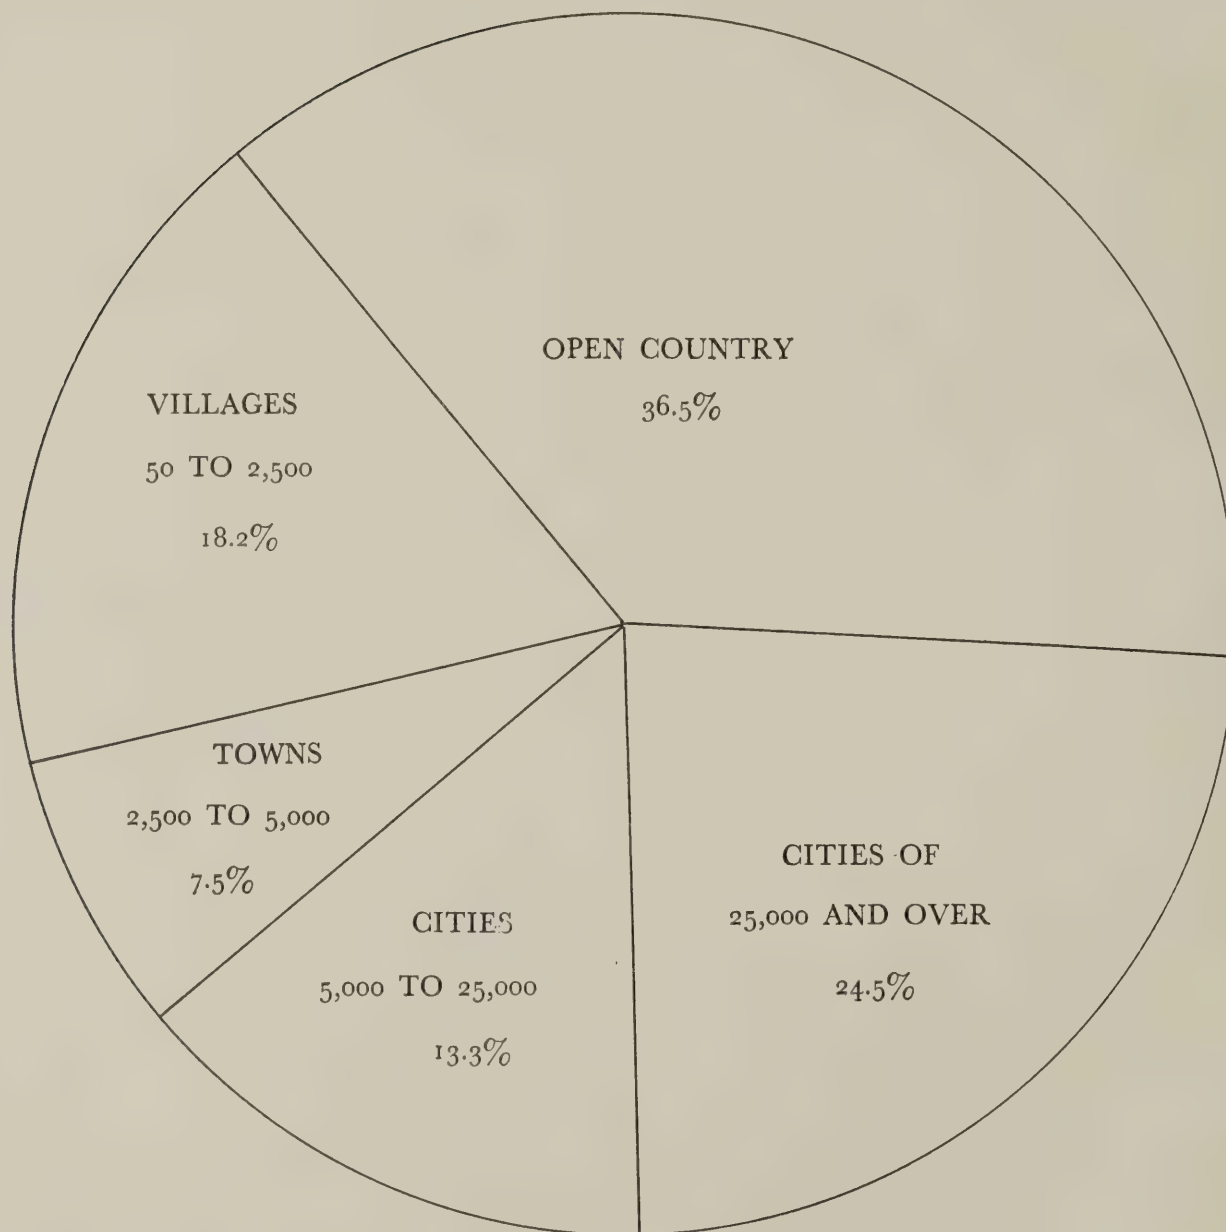 OPEN COUNTRY
36.5%
VILLAGES
50 TO 2,500
18.2%
TOWNS
2,500 TO 5,000
7.5%
CITIES
5,000 TO 25,000
13.3%
CITIES OF
25,000 AND OVER
24.5%